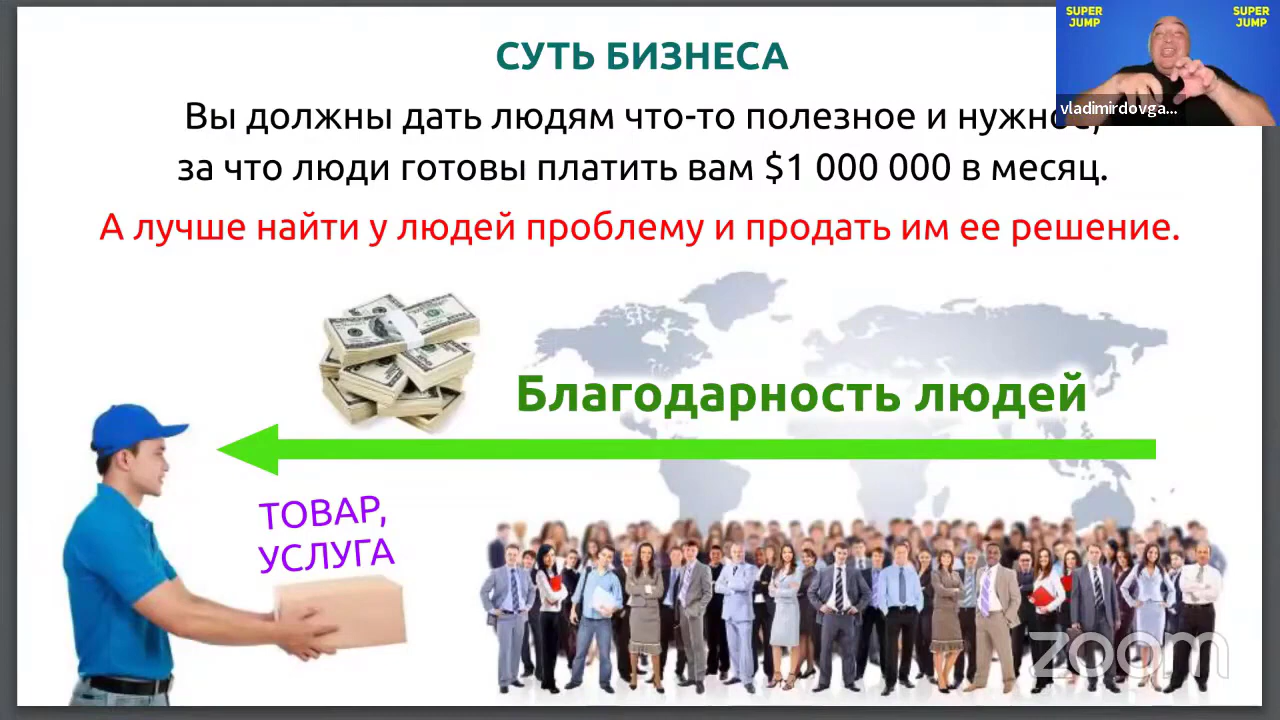 СУТЬ БИЗНЕСА
SUPER JUMP
SUPER JUMP
vladimirdovga...
Вы должны дать людям что-то полезное и
за что люди готовы платить вам $1 000 000 в месяц.
А лучше найти у людей проблему и продать им ее решение.
Благодарность людей
ТОВАР,
УСЛУГА
zoom